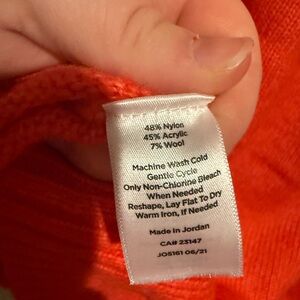 48% Nylon
45% Acrylic
7% Wool
Machine Wash Cold
Gentle Cycle
Only Non-Chlorine Bleach
When Needed
Reshape, Lay Flat To Dry
Warm Iron, If Needed
Made in Jordan
CA# 23147
JO5161 06/21